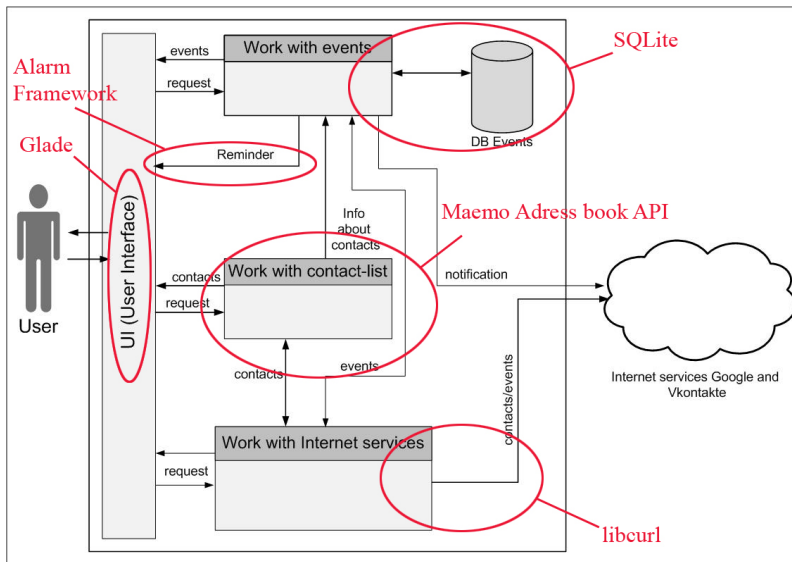 Work with events
SQLite
events
request
Alarm
Framework
DB Events
Reminder
Glade
Info
about
contacts
Maemo Adress book API
Work with contact-list
notification
contacts
request
User
UI (User Interface)
Internet services Google and
Vkontakte
contacts
events
contacts/events
Work with Internet services
request
libcurl